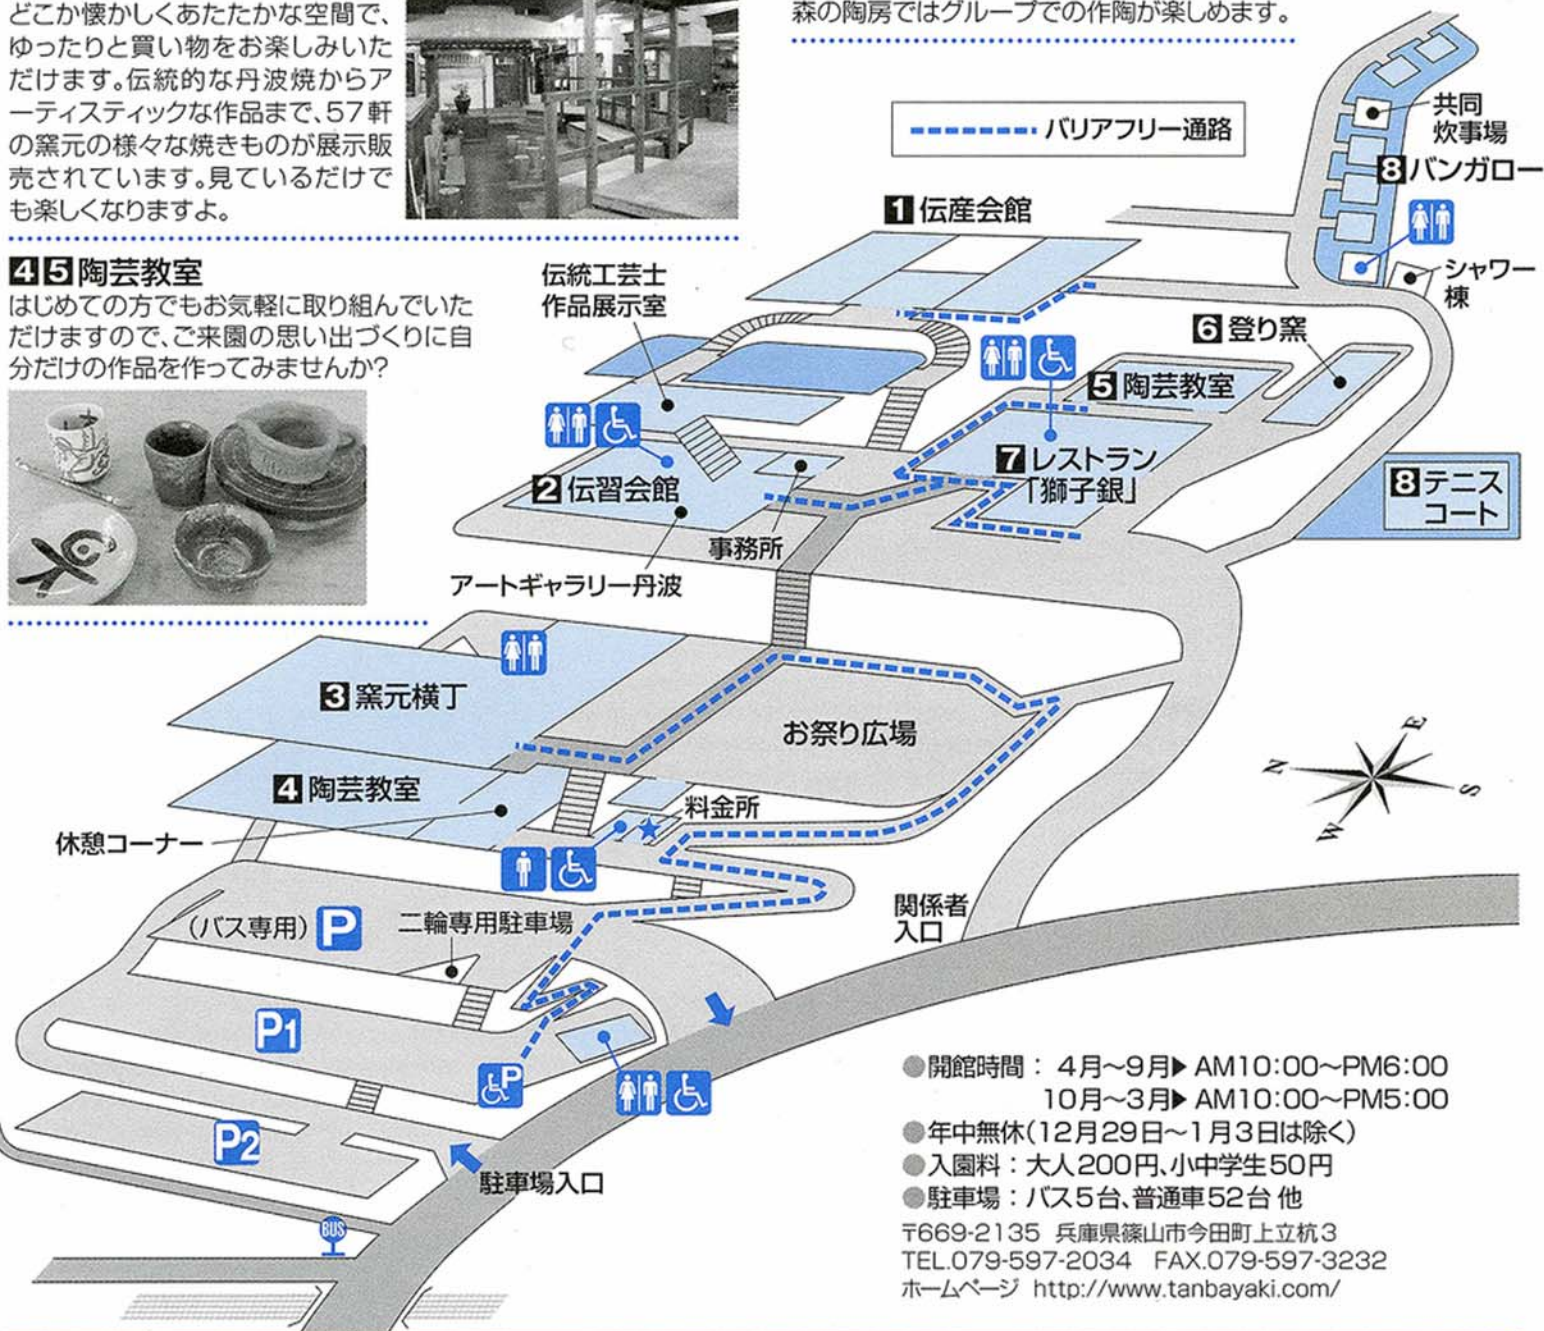 どこか懐かしくあたたかな空間で、
ゆったりと買い物をお楽しみいた
だけます。伝統的な丹波焼からア
ーティスティックな作品まで、57軒
の窯元の様々な焼きものが展示販
売されています。見ているだけで
も楽しくなりますよ。
森の陶房ではグループでの作陶が楽しめます。
4 5 陶芸教室
はじめての方でもお気軽に取り組んでいた
だけますので、ご来園の思い出づくりに自
分だけの作品を作ってみませんか?
バリアフリー通路
共同
炊事場
8 バンガロー
シャワー
棟
1 伝産会館
伝統工芸士
作品展示室
6 登り窯
5 陶芸教室
7 レストラン
「獅子銀」
8 テニス
コート
2 伝習会館
事務所
アートギャラリー丹波
3 窯元横丁
お祭り広場
4 陶芸教室
料金所
休憩コーナー
N
E
S
W
関係者
入口
(バス専用) P
二輪専用駐車場
P1
P
P2
駐車場入口
BUS
●開館時間： 4月〜9月▶ AM10:00〜PM6:00
10月〜3月▶ AM10:00〜PM5:00
●年中無休(12月29日〜1月3日は除く)
●入園料：大人200円、小中学生50円
●駐車場：バス5台、普通車52台 他
〒669-2135 兵庫県篠山市今田町上立杭3
TEL.079-597-2034 FAX.079-597-3232
ホームページ http://www.tanbayaki.com/